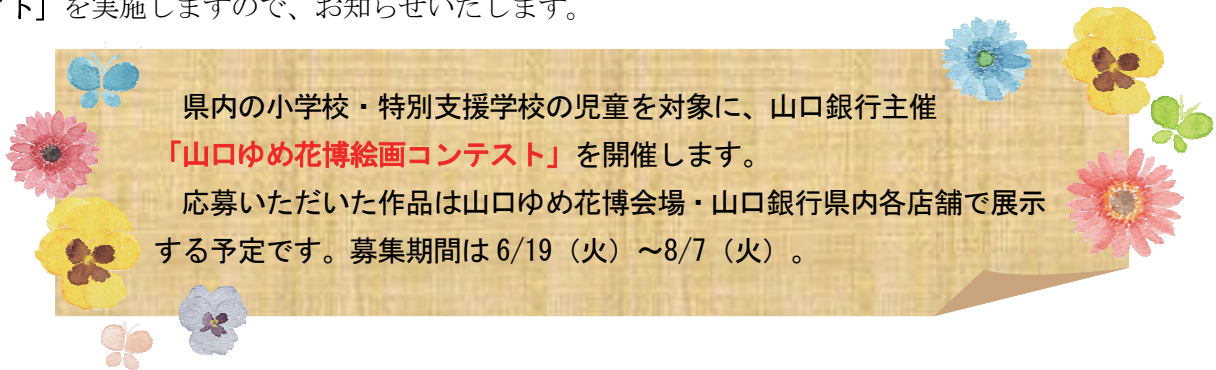 ト」を実施しますので、お知らせいたします。
県内の小学校・特別支援学校の児童を対象に、山口銀行主催
「山口ゆめ花博絵画コンテスト」を開催します。
応募いただいた作品は山口ゆめ花博会場・山口銀行県内各店舗で展示
する予定です。募集期間は 6/19（火）～8/7（火）。